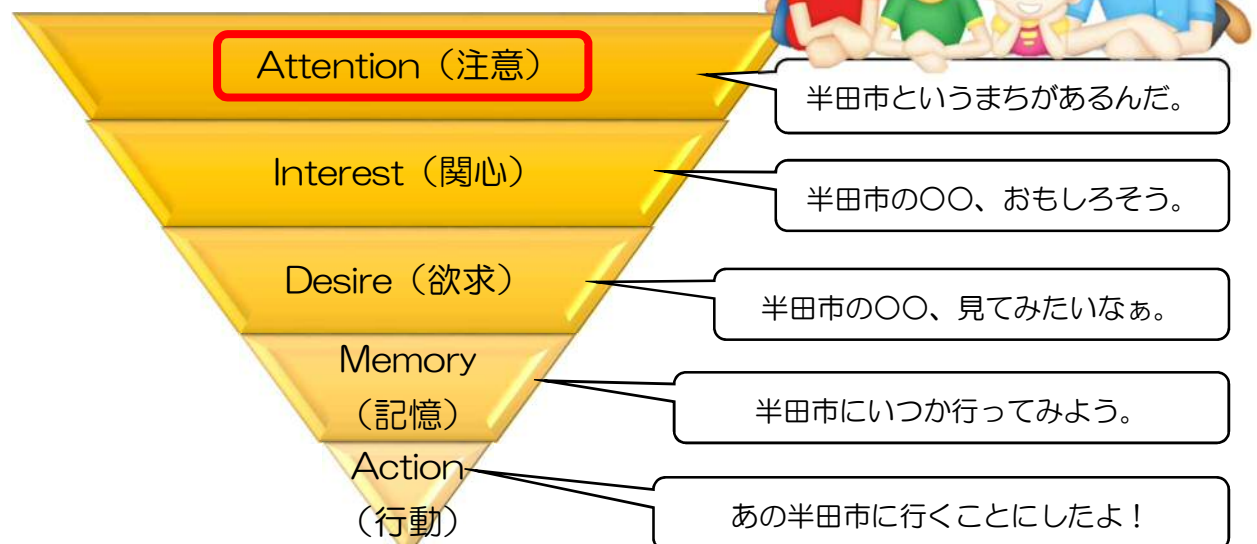 Attention（注意）
半田市というまちがあるんだ。
Interest（関心）
半田市の〇〇、おもしろそう。
Desire（欲求）
半田市の〇〇、見てみたいなぁ。
Memory
（記憶）
半田市にいつか行ってみよう。
Action
（行動）
あの半田市に行くことにしたよ！